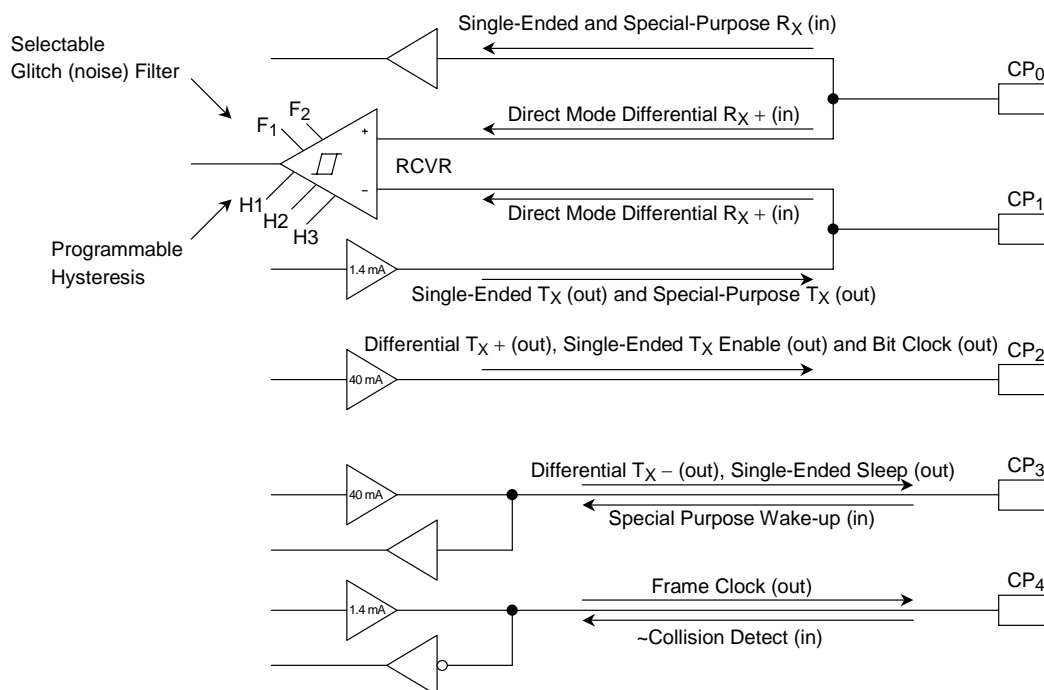 Single-Ended and Special-Purpose RX (in)
Selectable
Glitch (noise) Filter
CP0
F1
F2
+
Direct Mode Differential RX + (in)
RCVR
−
H1
H2
H3
Direct Mode Differential RX + (in)
CP1
Programmable
Hysteresis
1.4 mA
Single-Ended TX (out) and Special-Purpose TX (out)
Differential TX + (out), Single-Ended TX Enable (out) and Bit Clock (out)
CP2
40 mA
Differential TX − (out), Single-Ended Sleep (out)
CP3
40 mA
Special Purpose Wake-up (in)
Frame Clock (out)
CP4
1.4 mA
~Collision Detect (in)